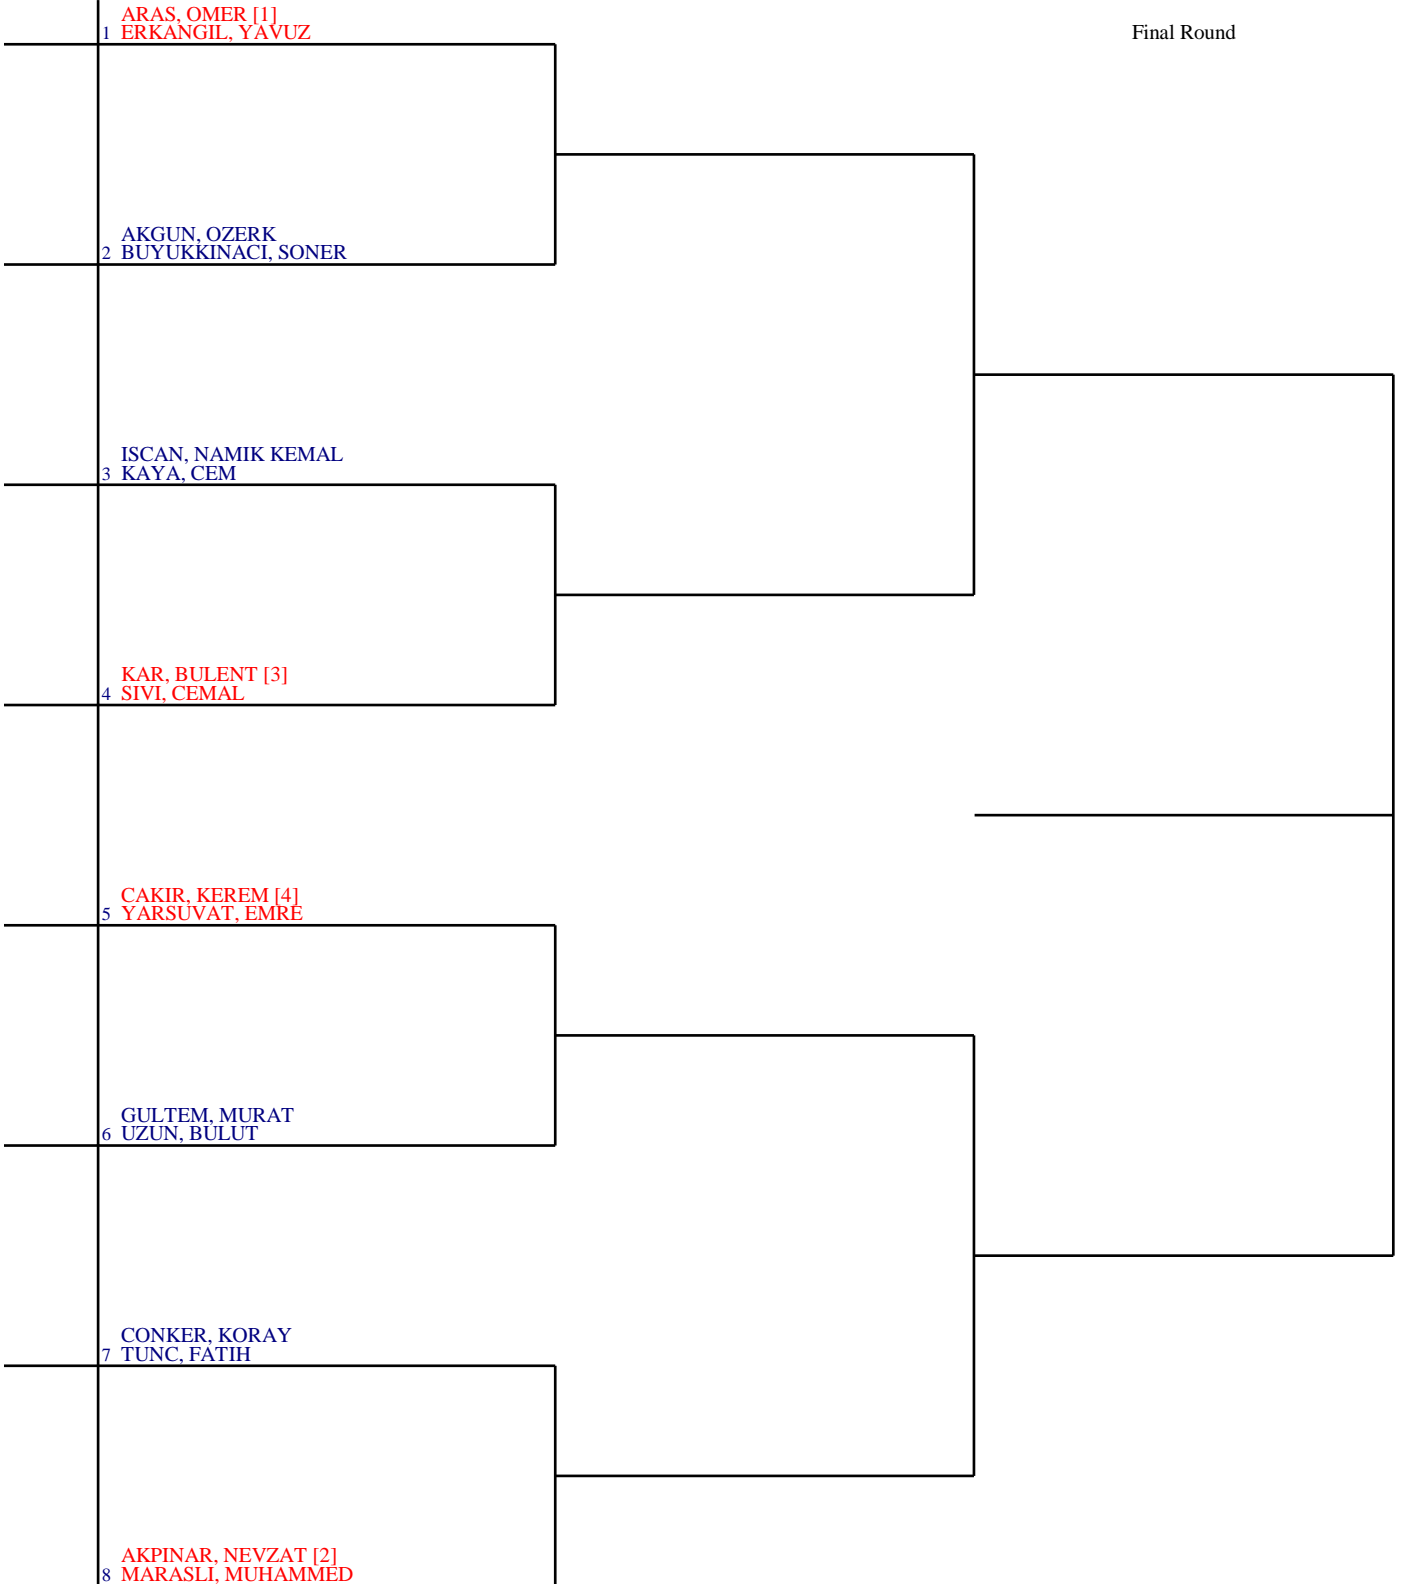 ARAS, OMER [1]
1 ERKANGIL, YAVUZ
Final Round
AKGUN, OZERK
2 BUYUKKINACI, SONER
ISCAN, NAMIK KEMAL
3 KAYA, CEM
KAR, BULENT [3]
4 SIVI, CEMAL
CAKIR, KEREM [4]
5 YARSUVAT, EMRE
GULTEM, MURAT
6 UZUN, BULUT
CONKER, KORAY
7 TUNC, FATIH
AKPINAR, NEVZAT [2]
8 MARASLI, MUHAMMED